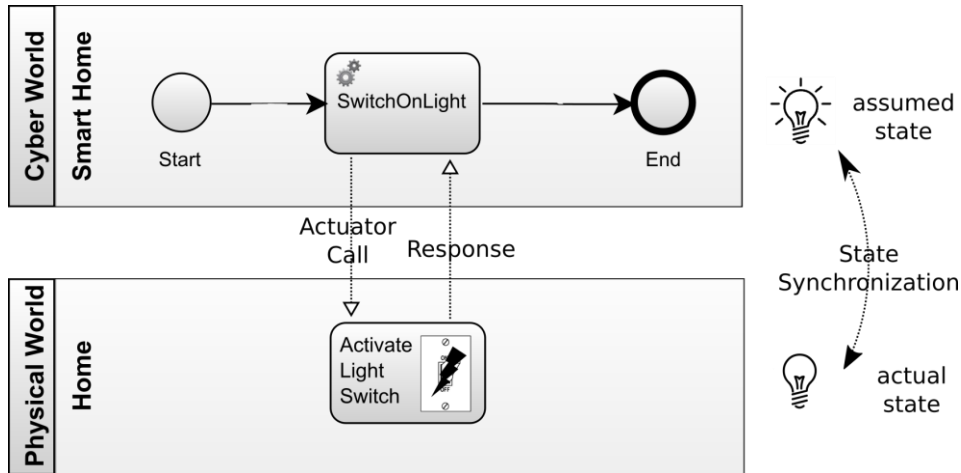 Cyber World
Smart Home
SwitchOnLight
Start
End
assumed
state
Actuator
Call
Response
State
Synchronization
Physical World
Home
Activate
Light
Switch
OFF
actual
state